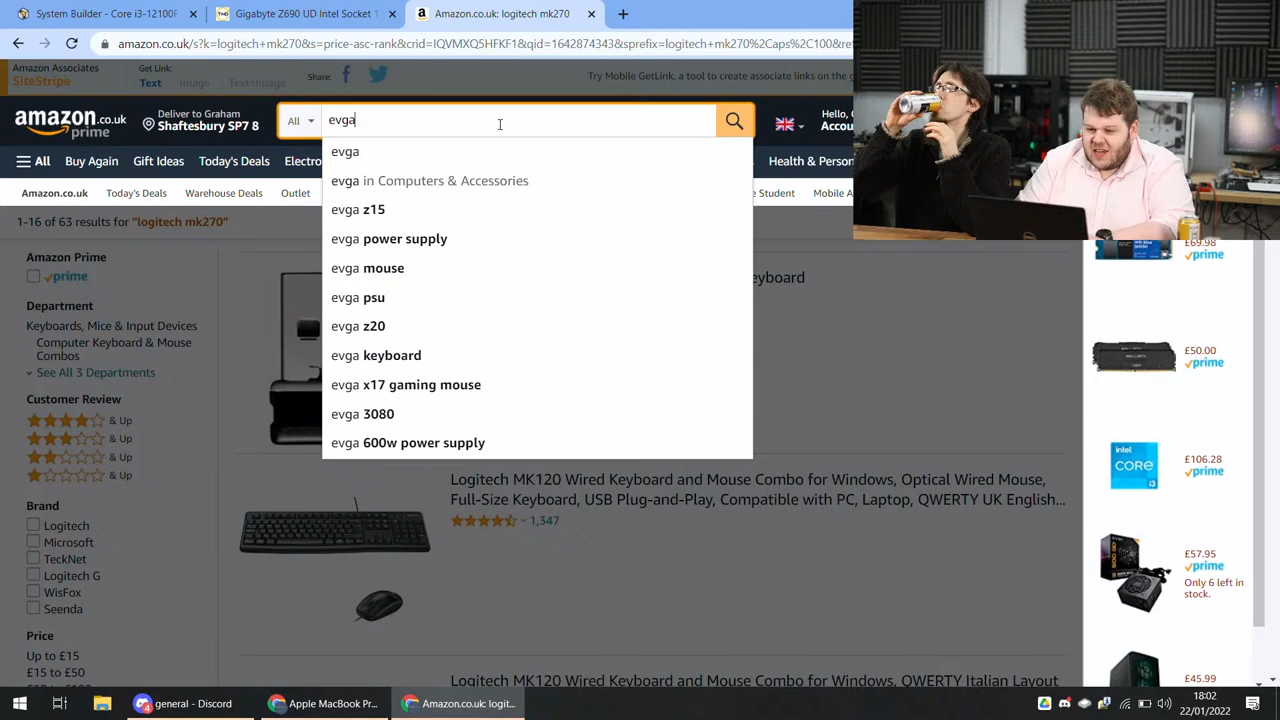 System Builder - Core i3-12100F
Gigabyte Z690 UD Intel Socket 1
Amazon.co.uk: logitech mk270
amazon.co.uk/s?k=logitech+mk270&s=price-asc-rank&crid=IQVMXQ5HFKF1&qid=1642874343&sprefix=logitech+mk270%2Caps%2C100&re
Amazon Associates
SiteStripe
Get Link:
Text
Image
Text+Image
Share:
Try Mobile GetLink, a tool to create associate links on the g
amazon.co.uk
prime
Deliver to Graham
Shaftesbury SP7 8
All
evga
Hello,
Accou
All
Buy Again
Gift Ideas
Today's Deals
Electro
Health & Person
Amazon.co.uk
Today's Deals
Warehouse Deals
Outlet
e Student
Mobile A
evga
evga in Computers & Accessories
evga z15
evga power supply
evga mouse
evga psu
evga z20
evga keyboard
evga x17 gaming mouse
evga 3080
evga 600w power supply
1-16 of 63 results for "logitech mk270"
Amazon Prime
prime
Department
Keyboards, Mice & Input Devices
Computer Keyboard & Mouse
Combos
See All 3 Departments
Customer Review
& Up
& Up
& Up
& Up
Brand
Logitech
Microsoft
TeckNet
Logitech G
WisFox
Seenda
Price
Up to £15
£15 to £50
eyboard
Logitech MK120 Wired Keyboard and Mouse Combo for Windows, Optical Wired Mouse,
Full-Size Keyboard, USB Plug-and-Play, Compatible with PC, Laptop, QWERTY UK English...
1,347
Logitech MK120 Wired Keyboard and Mouse Combo for Windows, QWERTY Italian Layout
£69.98
prime
£50.00
prime
intel
CORE
i3
£106.28
prime
£57.95
prime
Only 6 left in
stock.
£45.99
general - Discord
Apple MacBook P...
Amazon.co.uk: logit...
18:02
22/01/2022